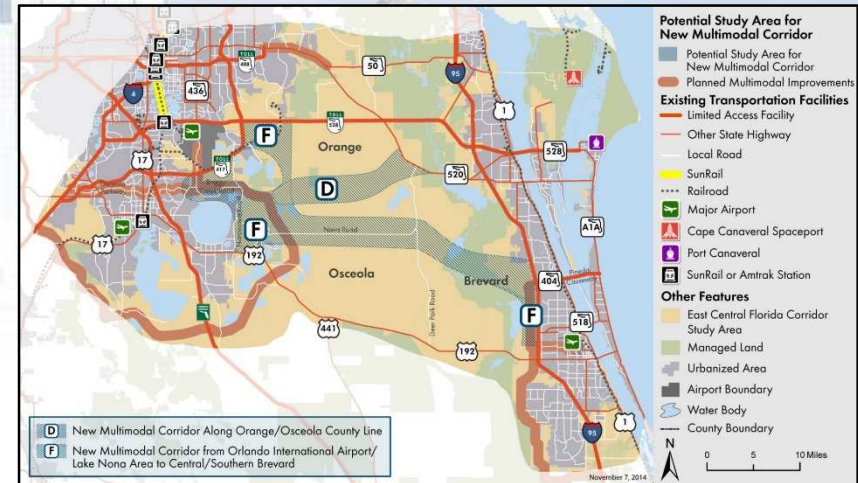 Potential Study Area for
New Multimodal Corridor
Potential Study Area for
New Multimodal Corridor
Planned Multimodal Improvements
Existing Transportation Facilities
Limited Access Facility
Other State Highway
Local Road
SunRail
Railroad
Major Airport
Cape Canaveral Spaceport
Port Canaveral
SunRail or Amtrak Station
Other Features
East Central Florida Corridor
Study Area
Managed Land
Urbanized Area
Airport Boundary
Water Body
County Boundary
N
0 5 10 Miles
TOLL
408
50
95
1
4
436
TOLL
528
F
Orange
17
TOLL
417
528
520
D
A1A
F
Nova Road
17
192
Osceola
Brevard
404
Pineda
Causeway
Deer Park Road
F
518
441
192
1
95
D New Multimodal Corridor Along Orange/Osceola County Line
F New Multimodal Corridor from Orlando International Airport/
Lake Nona Area to Central/Southern Brevard
November 7, 2014